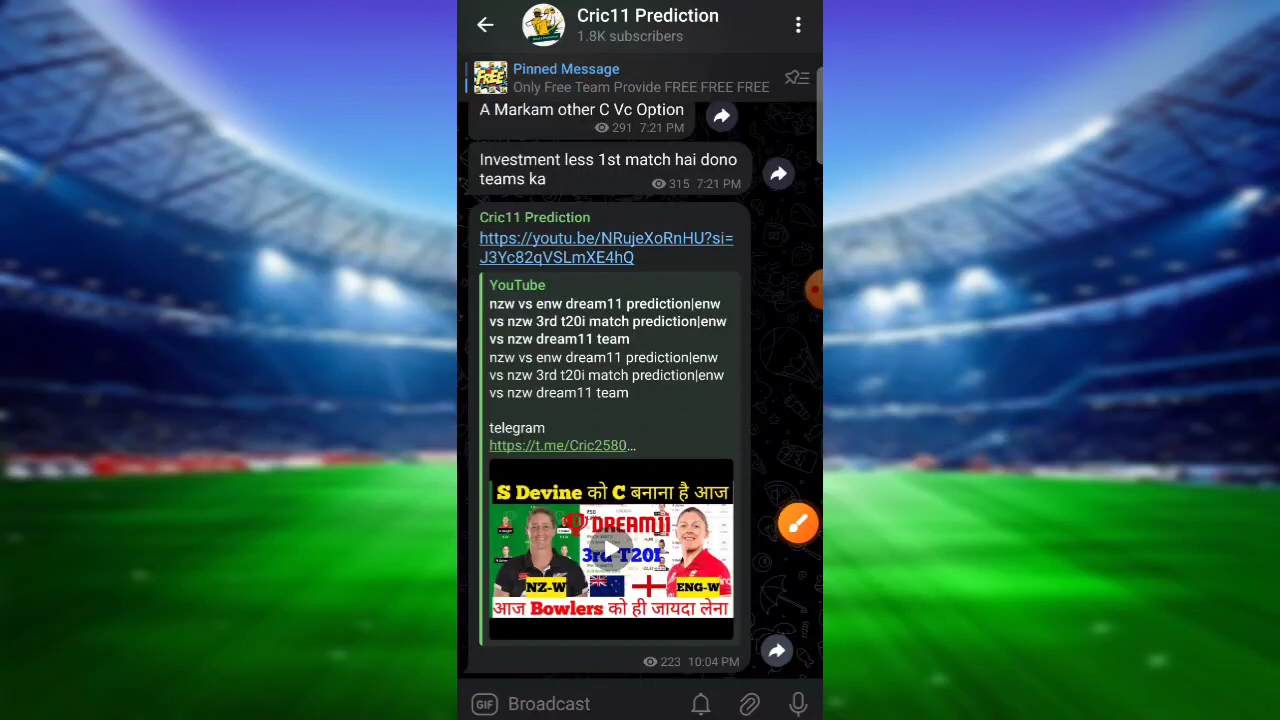 Cric11 Prediction
1.8K subscribers
FREE
Pinned Message
Only Free Team Provide FREE FREE FREE
A Markam other C Vc Option
291 7:21 PM
Investment less 1st match hai dono
teams ka
315 7:21 PM
Cric11 Prediction
https://youtu.be/NRujeXoRnHU?si=
J3Yc82qVSLmXE4hQ
YouTube
nzw vs enw dream11 prediction|enw
vs nzw 3rd t20i match prediction|enw
vs nzw dream11 team
nzw vs enw dream11 prediction|enw
vs nzw 3rd t20i match prediction|enw
vs nzw dream11 team
telegram
https://t.me/Cric2580...
S Devine को C बनाना है आज
DREAM11
3rd T20I
NZ-W
ENG-W
आज Bowlers को ही जायदा लेना
223 10:04 PM
GIF Broadcast